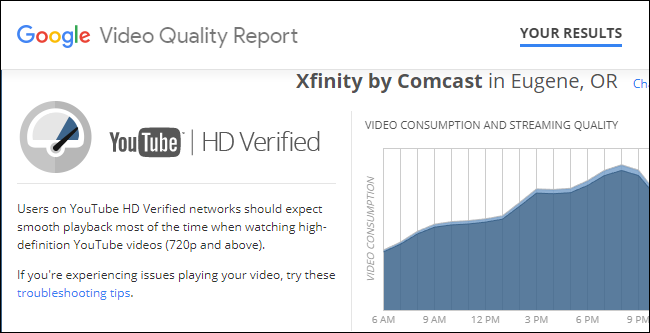 Google Video Quality Report
YOUR RESULTS
Xfinity by Comcast in Eugene, OR
YouTube | HD Verified
Users on YouTube HD Verified networks should expect
smooth playback most of the time when watching high-
definition YouTube videos (720p and above).
If you're experiencing issues playing your video, try these
troubleshooting tips.
VIDEO CONSUMPTION AND STREAMING QUALITY
VIDEO CONSUMPTION
6 AM 9 AM 12 PM 3 PM 6 PM 9 P